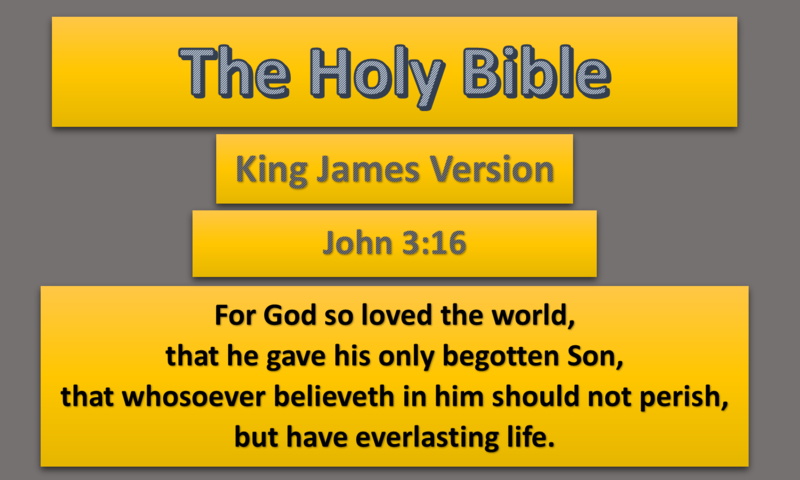 The Holy Bible
King James Version
John 3:16
For God so loved the world,
that he gave his only begotten Son,
that whosoever believeth in him should not perish,
but have everlasting life.